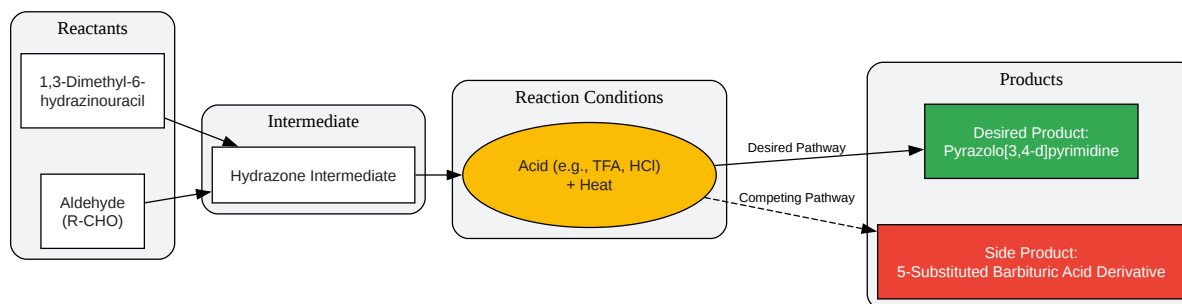 Reactants
1,3-Dimethyl-6-
hydrazinouracil
Aldehyde
(R-CHO)
Intermediate
Hydrazone Intermediate
Reaction Conditions
Acid (e.g., TFA, HCl)
+ Heat
Desired Pathway
Competing Pathway
Products
Desired Product:
Pyrazolo[3,4-d]pyrimidine
Side Product:
5-Substituted Barbituric Acid Derivative